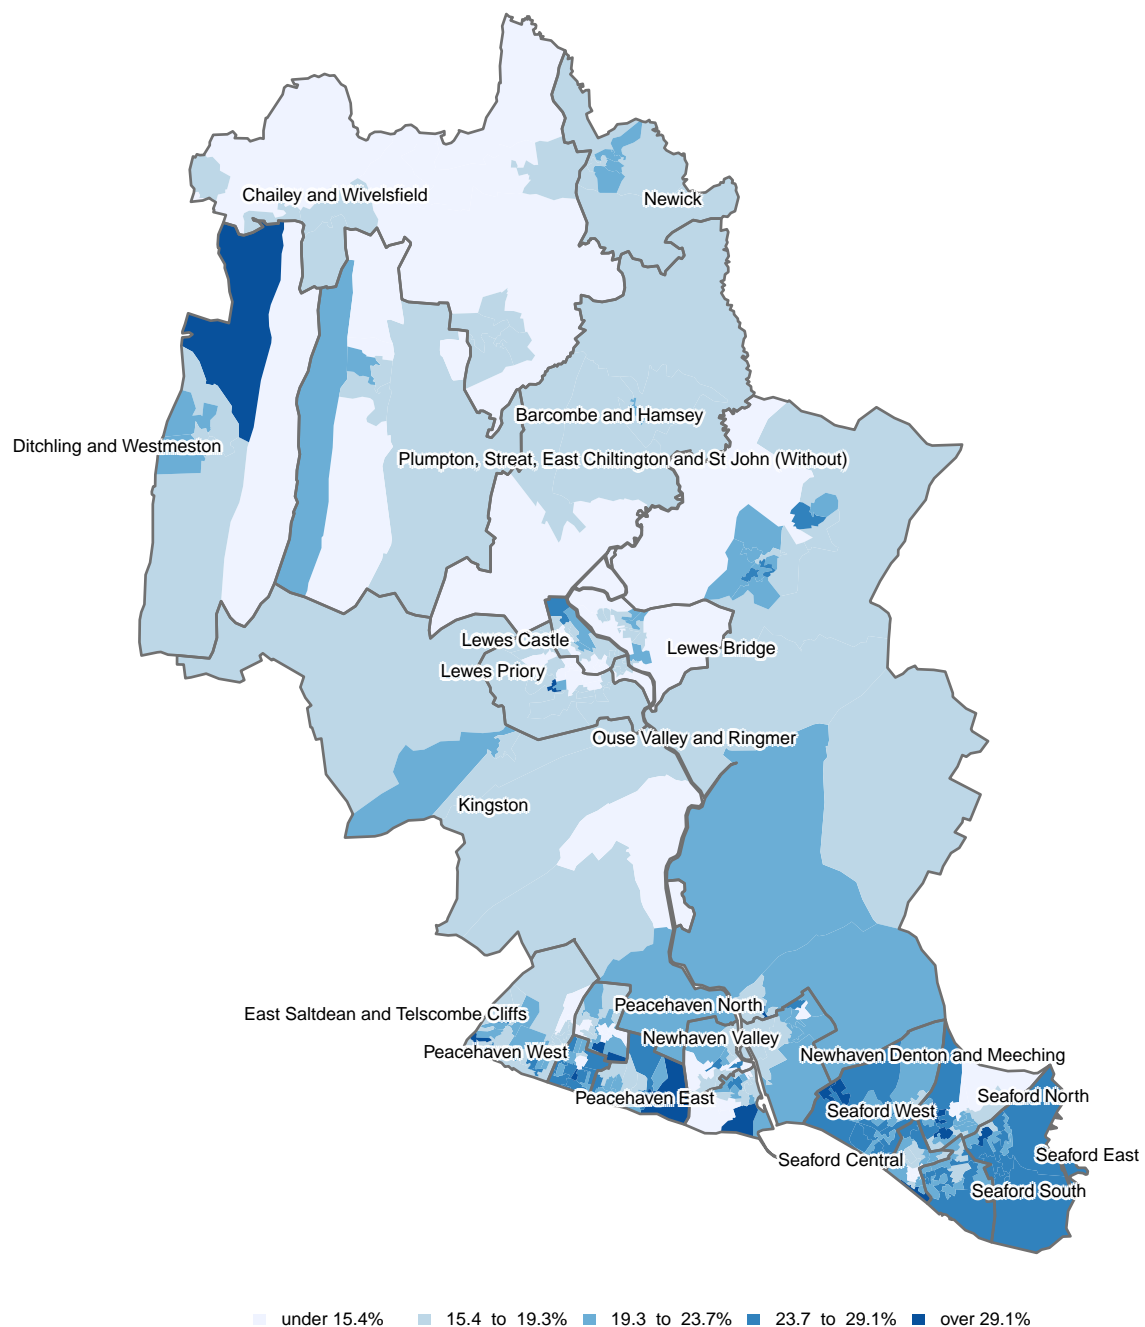 Chailey and Wivelsfield
Newick
Barcombe and Hamsey
Ditchling and Westmeston
Plumpton, Streat, East Chiltington and St John (Without)
Lewes Castle
Lewes Bridge
Lewes Priory
Ouse Valley and Ringmer
Kingston
Peacehaven North
East Saltdean and Telscombe Cliffs
Newhaven Valley
Peacehaven West
Newhaven Denton and Meeching
Peacehaven East
Seaford North
Seaford West
Seaford East
Seaford Central
Seaford South
under 15.4% 15.4 to 19.3% 19.3 to 23.7% 23.7 to 29.1% over 29.1%